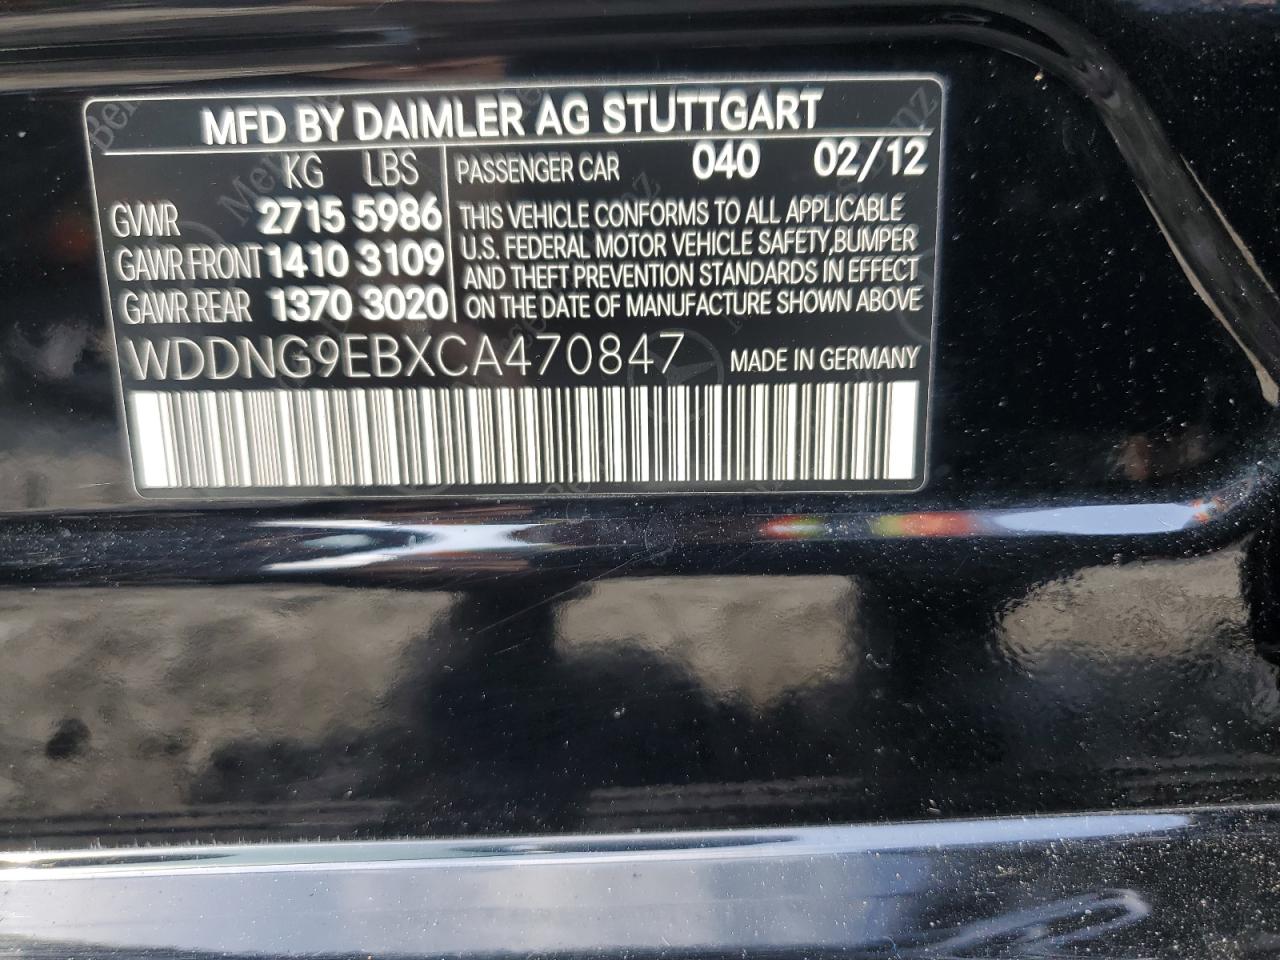 MFD BY DAIMLER AG STUTTGART
KG LBS PASSENGER CAR 040 02/12
GVWR 2715 5986
GAWR FRONT 1410 3109
GAWR REAR 1370 3020
THIS VEHICLE CONFORMS TO ALL APPLICABLE
U.S. FEDERAL MOTOR VEHICLE SAFETY,BUMPER
AND THEFT PREVENTION STANDARDS IN EFFECT
ON THE DATE OF MANUFACTURE SHOWN ABOVE
WDDNG9EBXCA470847 MADE IN GERMANY